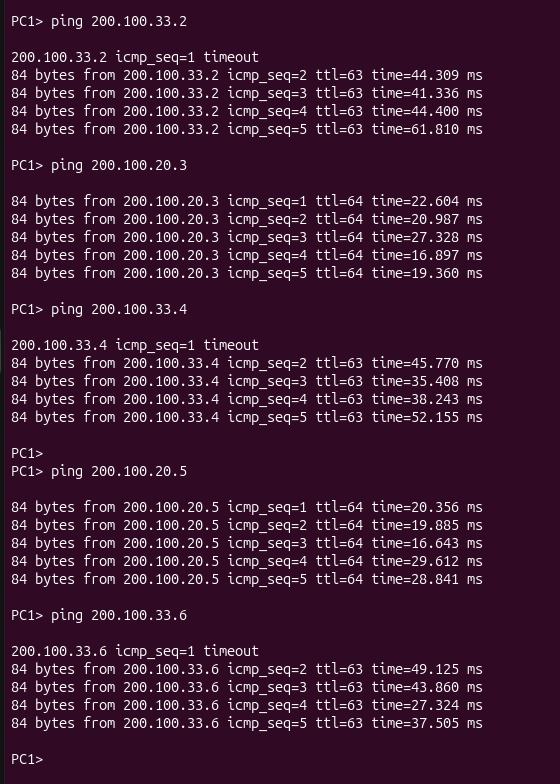 PC1> ping 200.100.33.2
200.100.33.2 icmp_seq=1 timeout
84 bytes from 200.100.33.2 icmp_seq=2 ttl=63 time=44.309 ms
84 bytes from 200.100.33.2 icmp_seq=3 ttl=63 time=41.336 ms
84 bytes from 200.100.33.2 icmp_seq=4 ttl=63 time=44.400 ms
84 bytes from 200.100.33.2 icmp_seq=5 ttl=63 time=61.810 ms
PC1> ping 200.100.20.3
84 bytes from 200.100.20.3 icmp_seq=1 ttl=64 time=22.604 ms
84 bytes from 200.100.20.3 icmp_seq=2 ttl=64 time=20.987 ms
84 bytes from 200.100.20.3 icmp_seq=3 ttl=64 time=27.328 ms
84 bytes from 200.100.20.3 icmp_seq=4 ttl=64 time=16.897 ms
84 bytes from 200.100.20.3 icmp_seq=5 ttl=64 time=19.360 ms
PC1> ping 200.100.33.4
200.100.33.4 icmp_seq=1 timeout
84 bytes from 200.100.33.4 icmp_seq=2 ttl=63 time=45.770 ms
84 bytes from 200.100.33.4 icmp_seq=3 ttl=63 time=35.408 ms
84 bytes from 200.100.33.4 icmp_seq=4 ttl=63 time=38.243 ms
84 bytes from 200.100.33.4 icmp_seq=5 ttl=63 time=52.155 ms
PC1>
PC1> ping 200.100.20.5
84 bytes from 200.100.20.5 icmp_seq=1 ttl=64 time=20.356 ms
84 bytes from 200.100.20.5 icmp_seq=2 ttl=64 time=19.885 ms
84 bytes from 200.100.20.5 icmp_seq=3 ttl=64 time=16.643 ms
84 bytes from 200.100.20.5 icmp_seq=4 ttl=64 time=29.612 ms
84 bytes from 200.100.20.5 icmp_seq=5 ttl=64 time=28.841 ms
PC1> ping 200.100.33.6
200.100.33.6 icmp_seq=1 timeout
84 bytes from 200.100.33.6 icmp_seq=2 ttl=63 time=49.125 ms
84 bytes from 200.100.33.6 icmp_seq=3 ttl=63 time=43.860 ms
84 bytes from 200.100.33.6 icmp_seq=4 ttl=63 time=27.324 ms
84 bytes from 200.100.33.6 icmp_seq=5 ttl=63 time=37.505 ms
PC1>